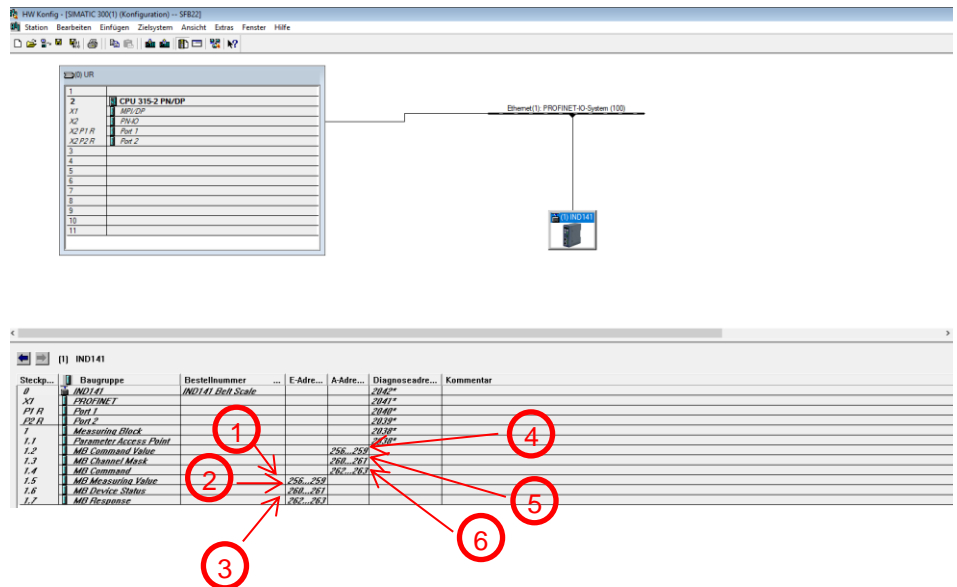 HW Konfig - [SIMATIC 300(1) (Konfiguration) -- SFB22]
Station Bearbeiten Einfügen Zielsystem Ansicht Extras Fenster Hilfe
(0) UR
1
2 CPU 315-2 PN/DP
X1 MPI/DP
X2 PN-IO
X2 P1 R Port 1
X2 P2 R Port 2
3
4
5
6
7
8
9
10
11
Ethernet(1): PROFINET-IO-System (100)
(1) IND141
(1) IND141
Steckp... Baugruppe Bestellnummer ... E-Adre... A-Adre... Diagnoseadre... Kommentar
0 IND141 IND141 Belt Scale 2042*
X1 PROFINET 2041*
P1 R Port 1 2040*
P2 R Port 2 2039*
1 Measuring Block 2038*
1.1 Parameter Access Point 2038*
1.2 MB Command Value 256...259
1.3 MB Channel Mask 260...261
1.4 MB Command 262...263
1.5 MB Measuring Value 256...259
1.6 MB Device Status 260...261
1.7 MB Response 262...263
1
2
3
4
5
6